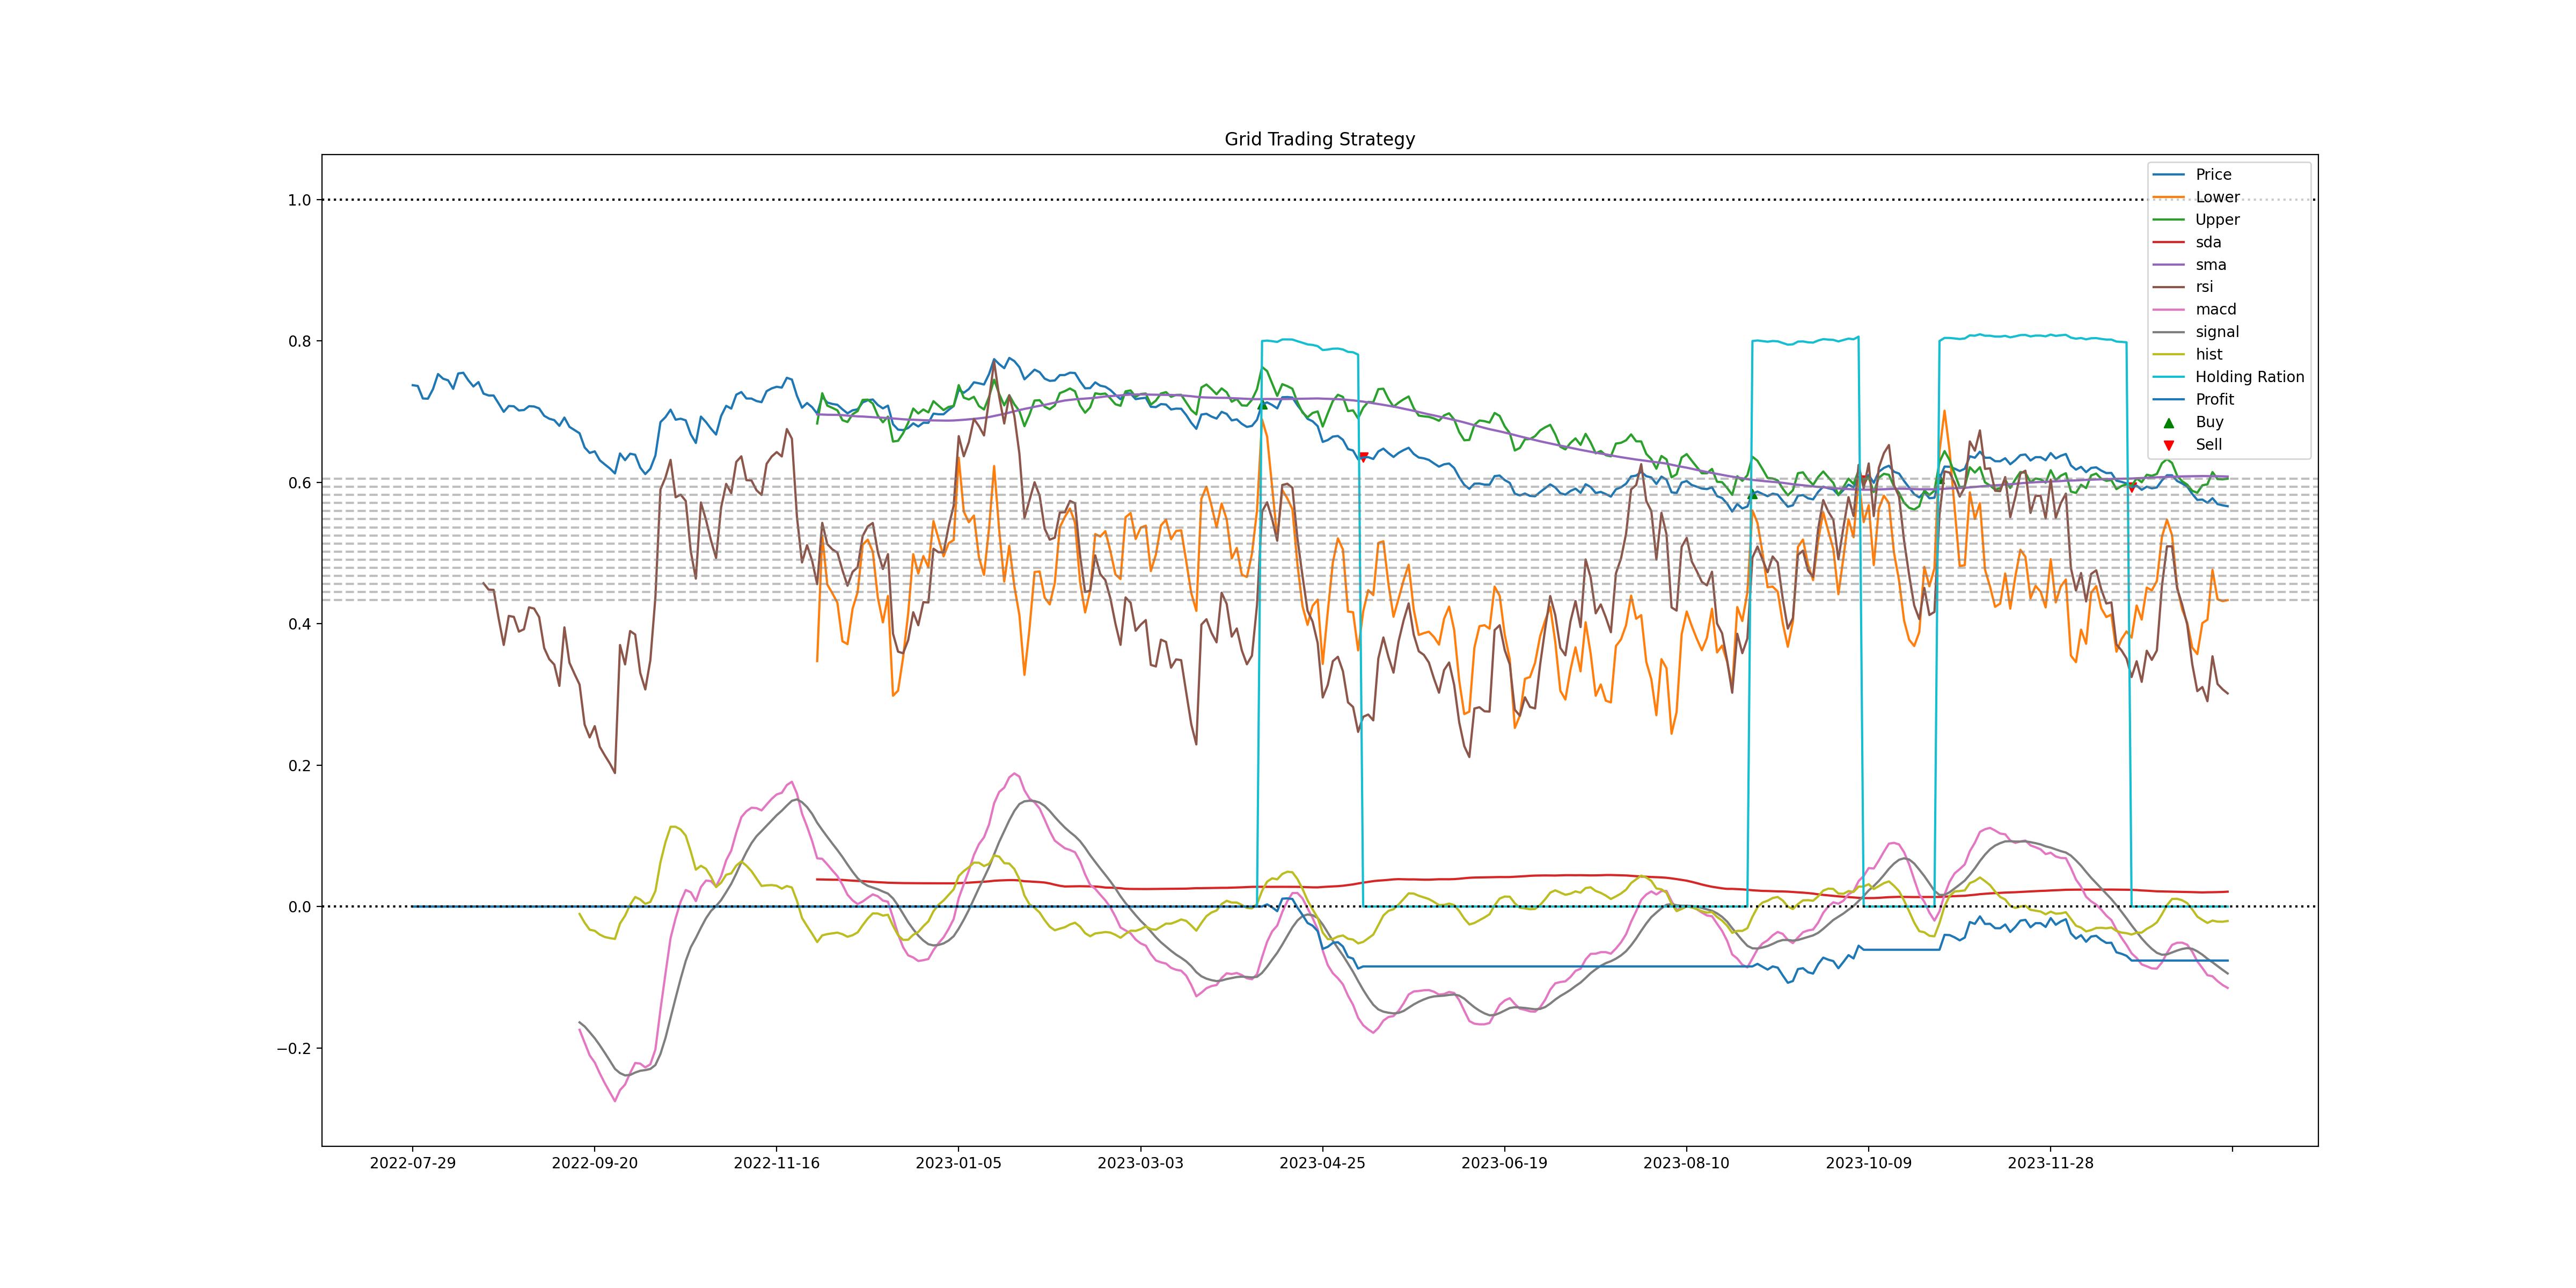 Grid Trading Strategy
1.0
0.8
0.6
0.4
0.2
0.0
−0.2
Price
Lower
Upper
sda
sma
rsi
macd
signal
hist
Holding Ration
Profit
Buy
Sell
2022-07-29
2022-09-20
2022-11-16
2023-01-05
2023-03-03
2023-04-25
2023-06-19
2023-08-10
2023-10-09
2023-11-28